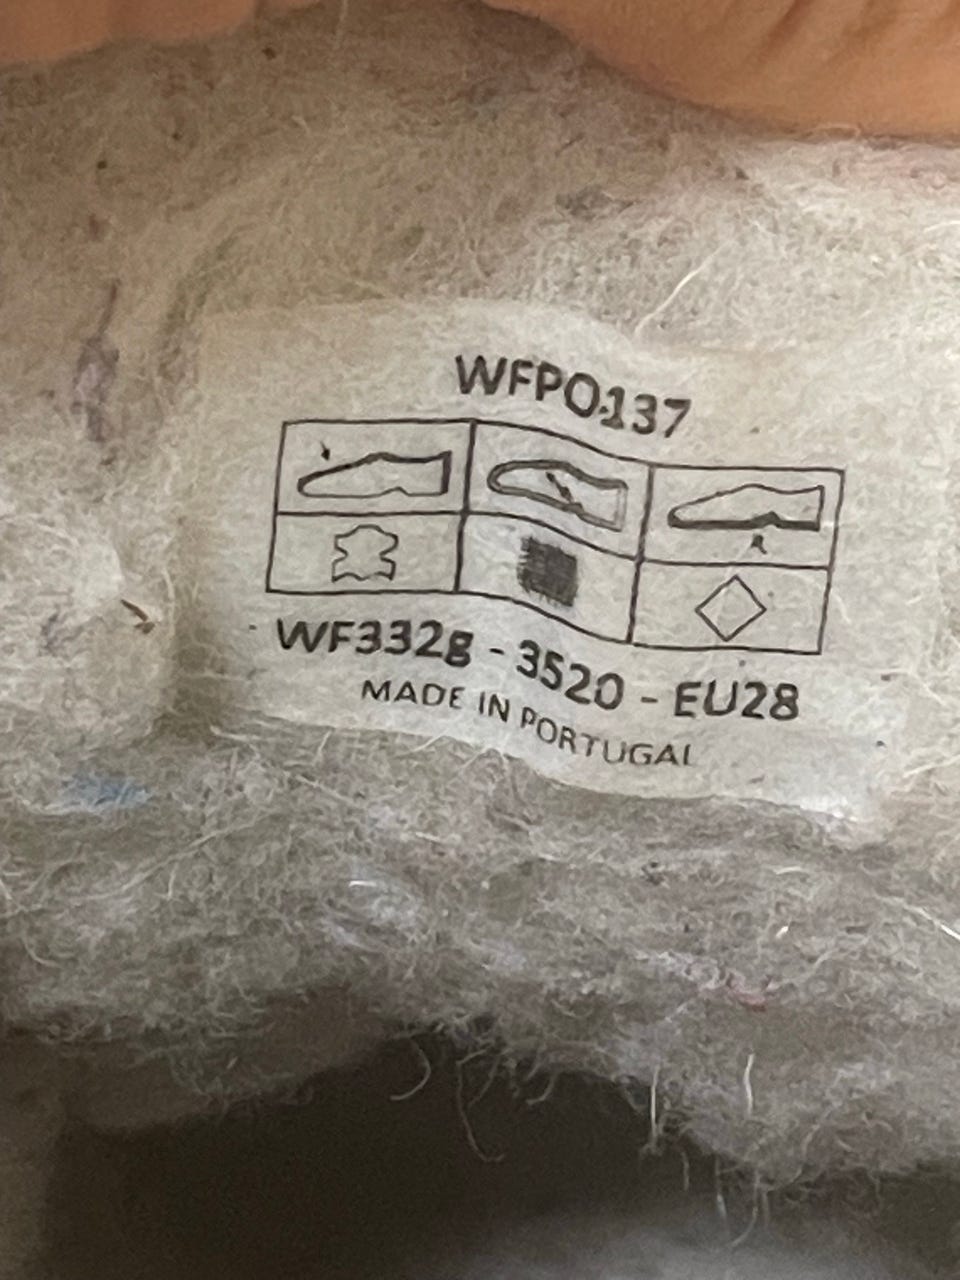 WFPO137
WF332g - 3520 - EU28
MADE IN PORTUGAL